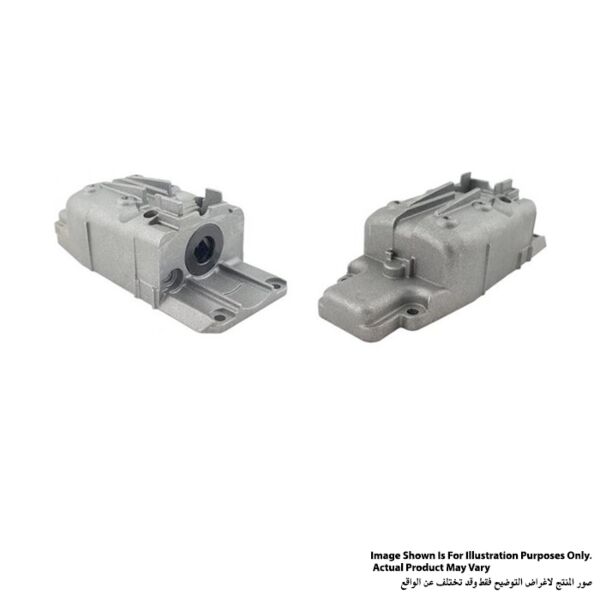 Image Shown Is For Illustration Purposes Only.
Actual Product May Vary
صور المنتج لاغراض التوضيح فقط وقد تختلف عن الواقع